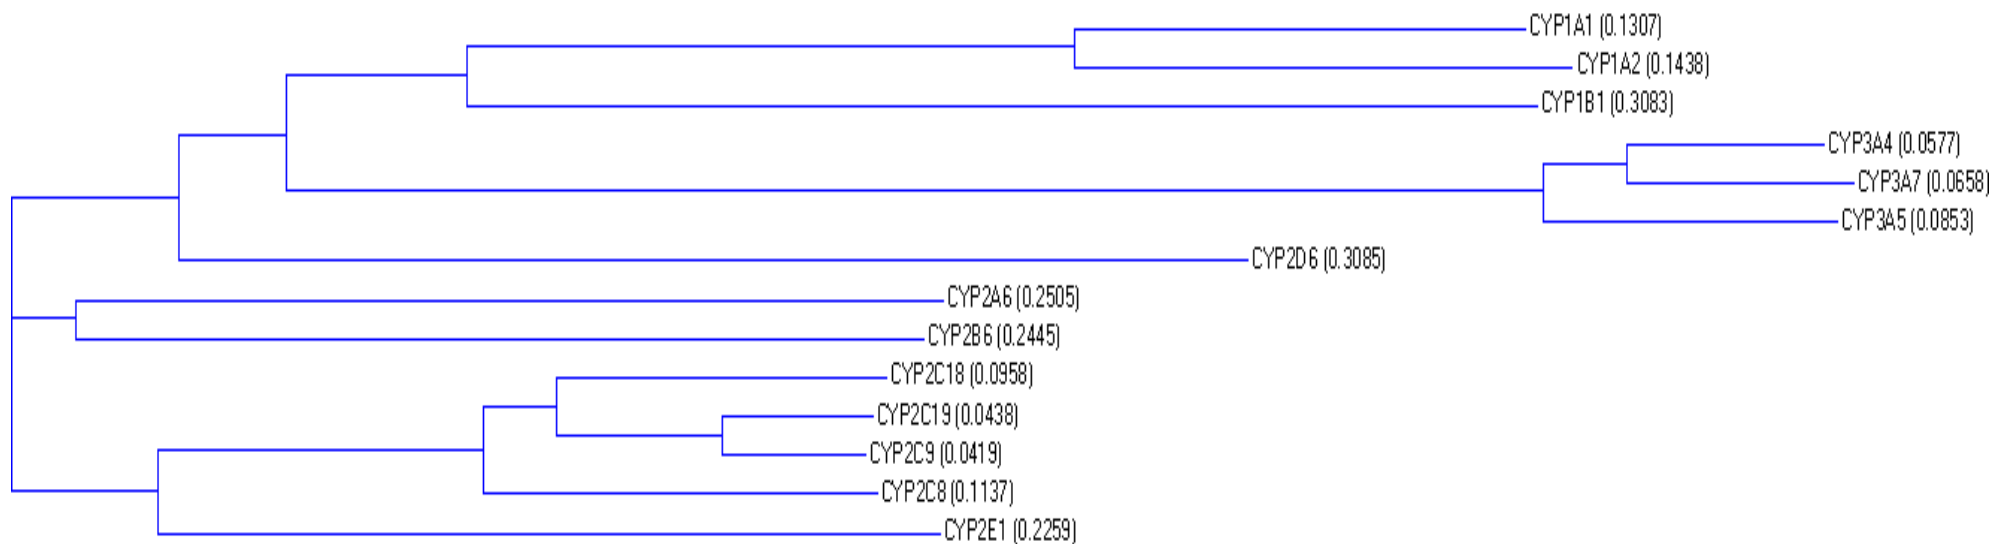 CYP1A1 (0.1307)
CYP1A2 (0.1438)
CYP1B1 (0.3083)
CYP3A4 (0.0577)
CYP3A7 (0.0658)
CYP3A5 (0.0853)
CYP2D6 (0.3085)
CYP2A6 (0.2505)
CYP2B6 (0.2445)
CYP2C18 (0.0958)
CYP2C19 (0.0438)
CYP2C9 (0.0419)
CYP2C8 (0.1137)
CYP2E1 (0.2259)